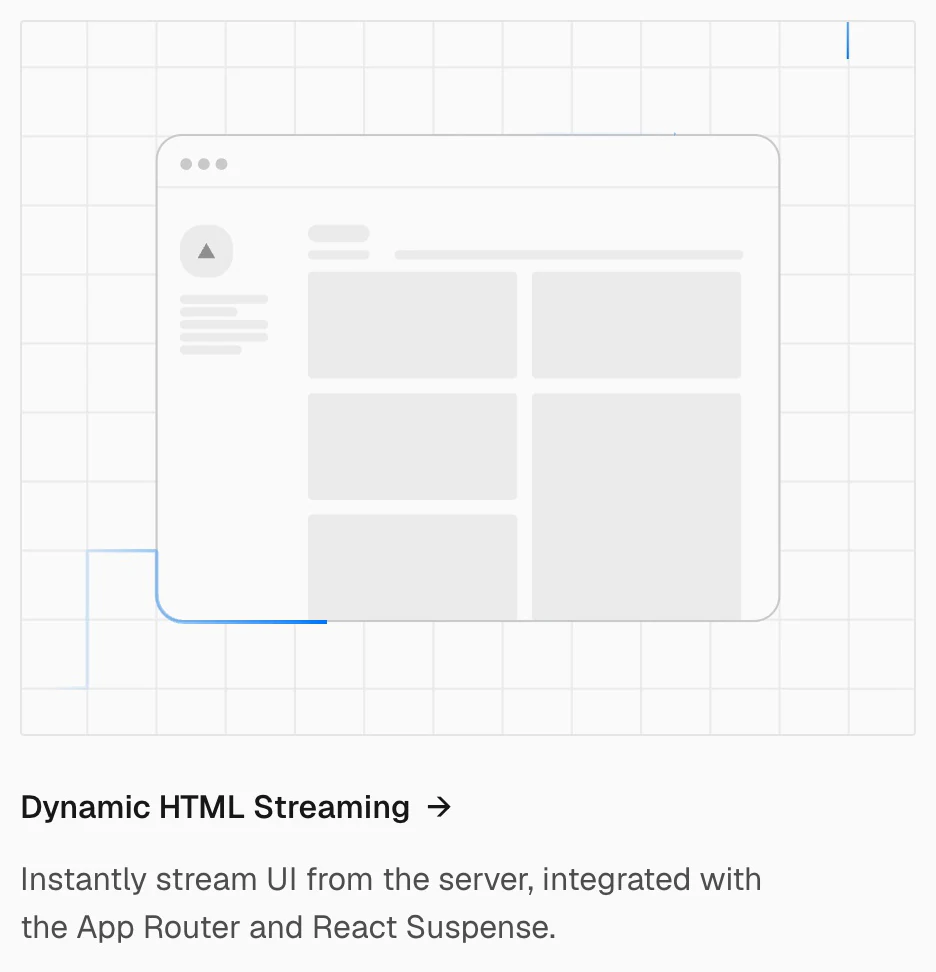 Dynamic HTML Streaming →
Instantly stream UI from the server, integrated with
the App Router and React Suspense.